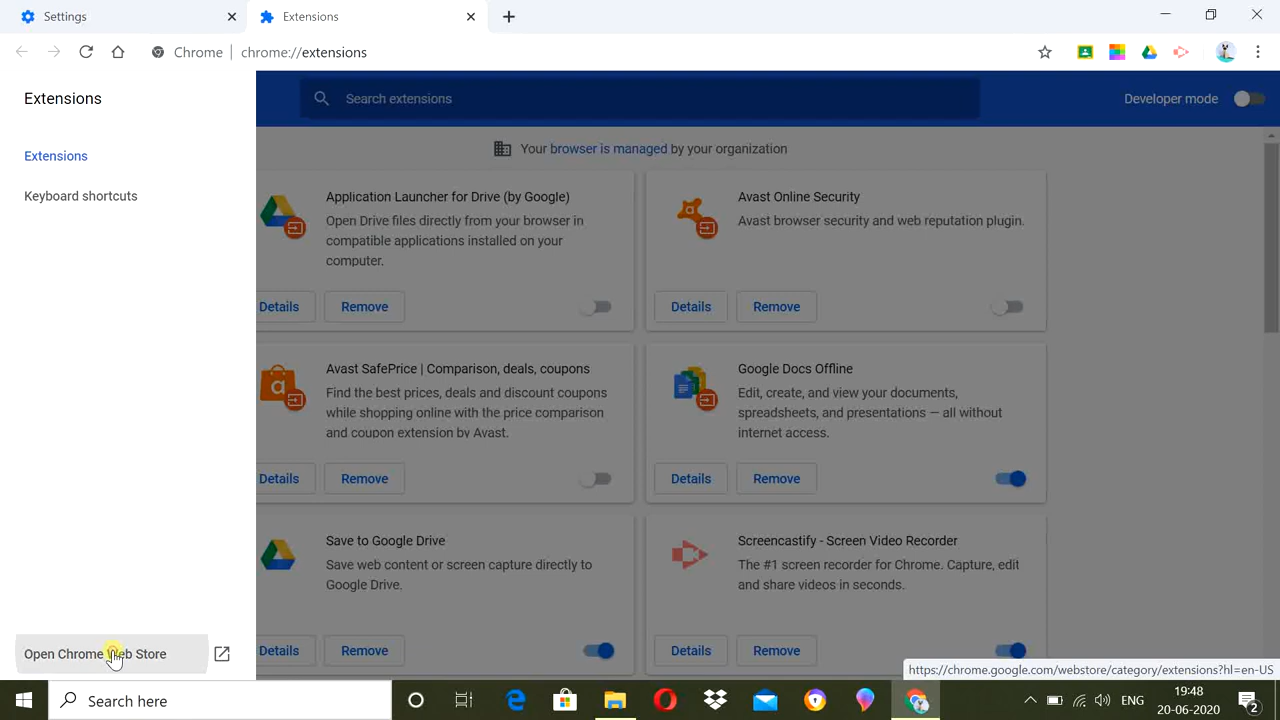 Settings
Extensions
Chrome
chrome://extensions
Extensions
Search extensions
Developer mode
Extensions
Keyboard shortcuts
Your browser is managed by your organization
Application Launcher for Drive (by Google)
Open Drive files directly from your browser in
compatible applications installed on your
computer.
Details
Remove
Avast Online Security
Avast browser security and web reputation plugin.
Details
Remove
Avast SafePrice | Comparison, deals, coupons
Find the best prices, deals and discount coupons
while shopping online with the price comparison
and coupon extension by Avast.
Details
Remove
Google Docs Offline
Edit, create, and view your documents,
spreadsheets, and presentations — all without
internet access.
Details
Remove
Save to Google Drive
Save web content or screen capture directly to
Google Drive.
Details
Remove
Screencastify - Screen Video Recorder
The #1 screen recorder for Chrome. Capture, edit
and share videos in seconds.
Details
Remove
Open Chrome Web Store
https://chrome.google.com/webstore/category/extensions?hl=en-US
Search here
ENG
19:48
20-06-2020
2